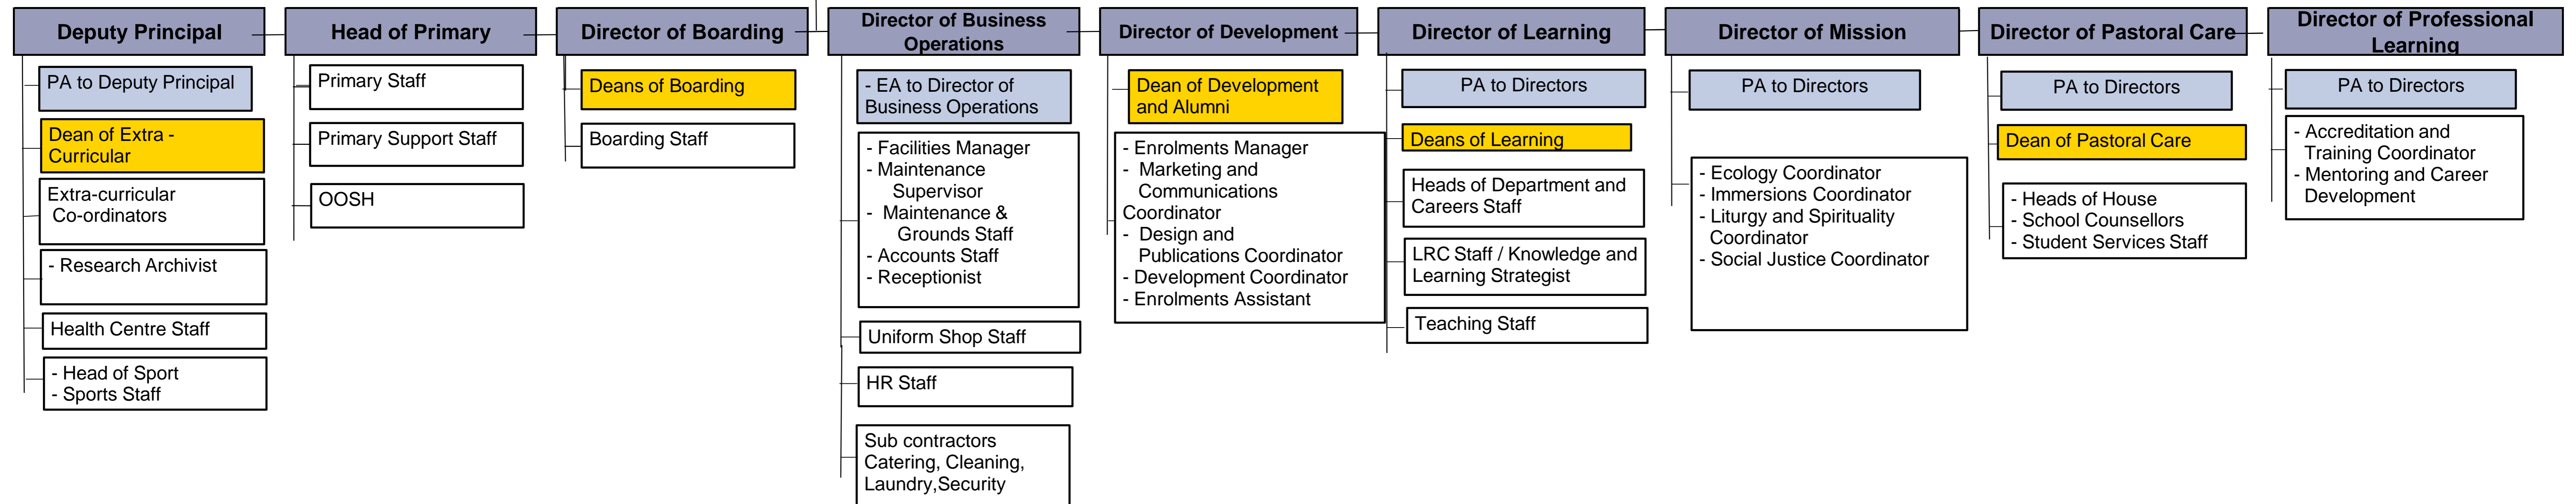 Deputy Principal
PA to Deputy Principal
Dean of Extra -
Curricular
Extra-curricular
Co-ordinators
- Research Archivist
Health Centre Staff
- Head of Sport
- Sports Staff
Head of Primary
Primary Staff
Primary Support Staff
OOSH
Director of Boarding
Deans of Boarding
Boarding Staff
Director of Business
Operations
- EA to Director of
Business Operations
- Facilities Manager
- Maintenance
Supervisor
- Maintenance &
Grounds Staff
- Accounts Staff
- Receptionist
Uniform Shop Staff
HR Staff
Sub contractors
Catering, Cleaning,
Laundry,Security
Director of Development
Dean of Development
and Alumni
- Enrolments Manager
- Marketing and
Communications
Coordinator
- Design and
Publications Coordinator
- Development Coordinator
- Enrolments Assistant
Director of Learning
PA to Directors
Deans of Learning
Heads of Department and
Careers Staff
LRC Staff / Knowledge and
Learning Strategist
Teaching Staff
Director of Mission
PA to Directors
- Ecology Coordinator
- Immersions Coordinator
- Liturgy and Spirituality
Coordinator
- Social Justice Coordinator
Director of Pastoral Care
PA to Directors
Dean of Pastoral Care
- Heads of House
- School Counsellors
- Student Services Staff
Director of Professional
Learning
PA to Directors
- Accreditation and
Training Coordinator
- Mentoring and Career
Development